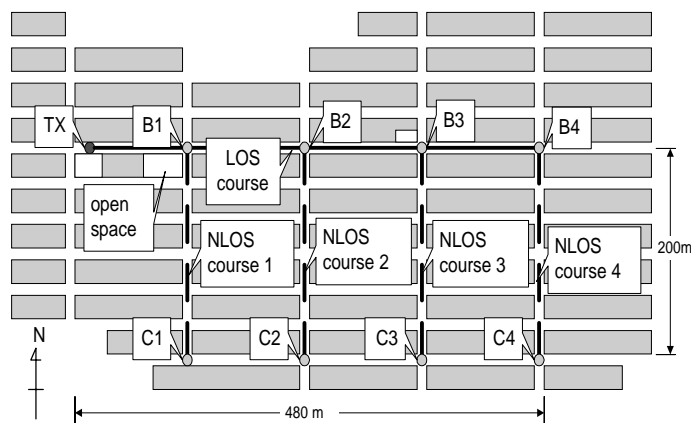 TX
B1
B2
B3
B4
LOS
course
open
space
NLOS
course 1
NLOS
course 2
NLOS
course 3
NLOS
course 4
200m
N
C1
C2
C3
C4
480 m